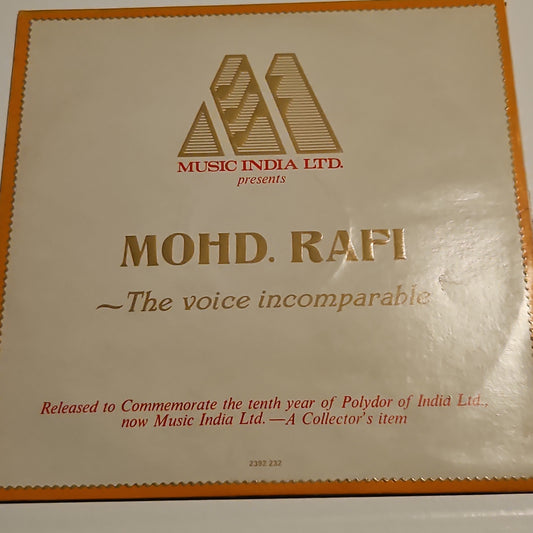 MUSIC INDIA LTD.
presents
MOHD. RAFI
~The voice incomparable
Released to Commemorate the tenth year of Polydor of India Ltd.,
now Music India Ltd.—A Collector's item
2392 232